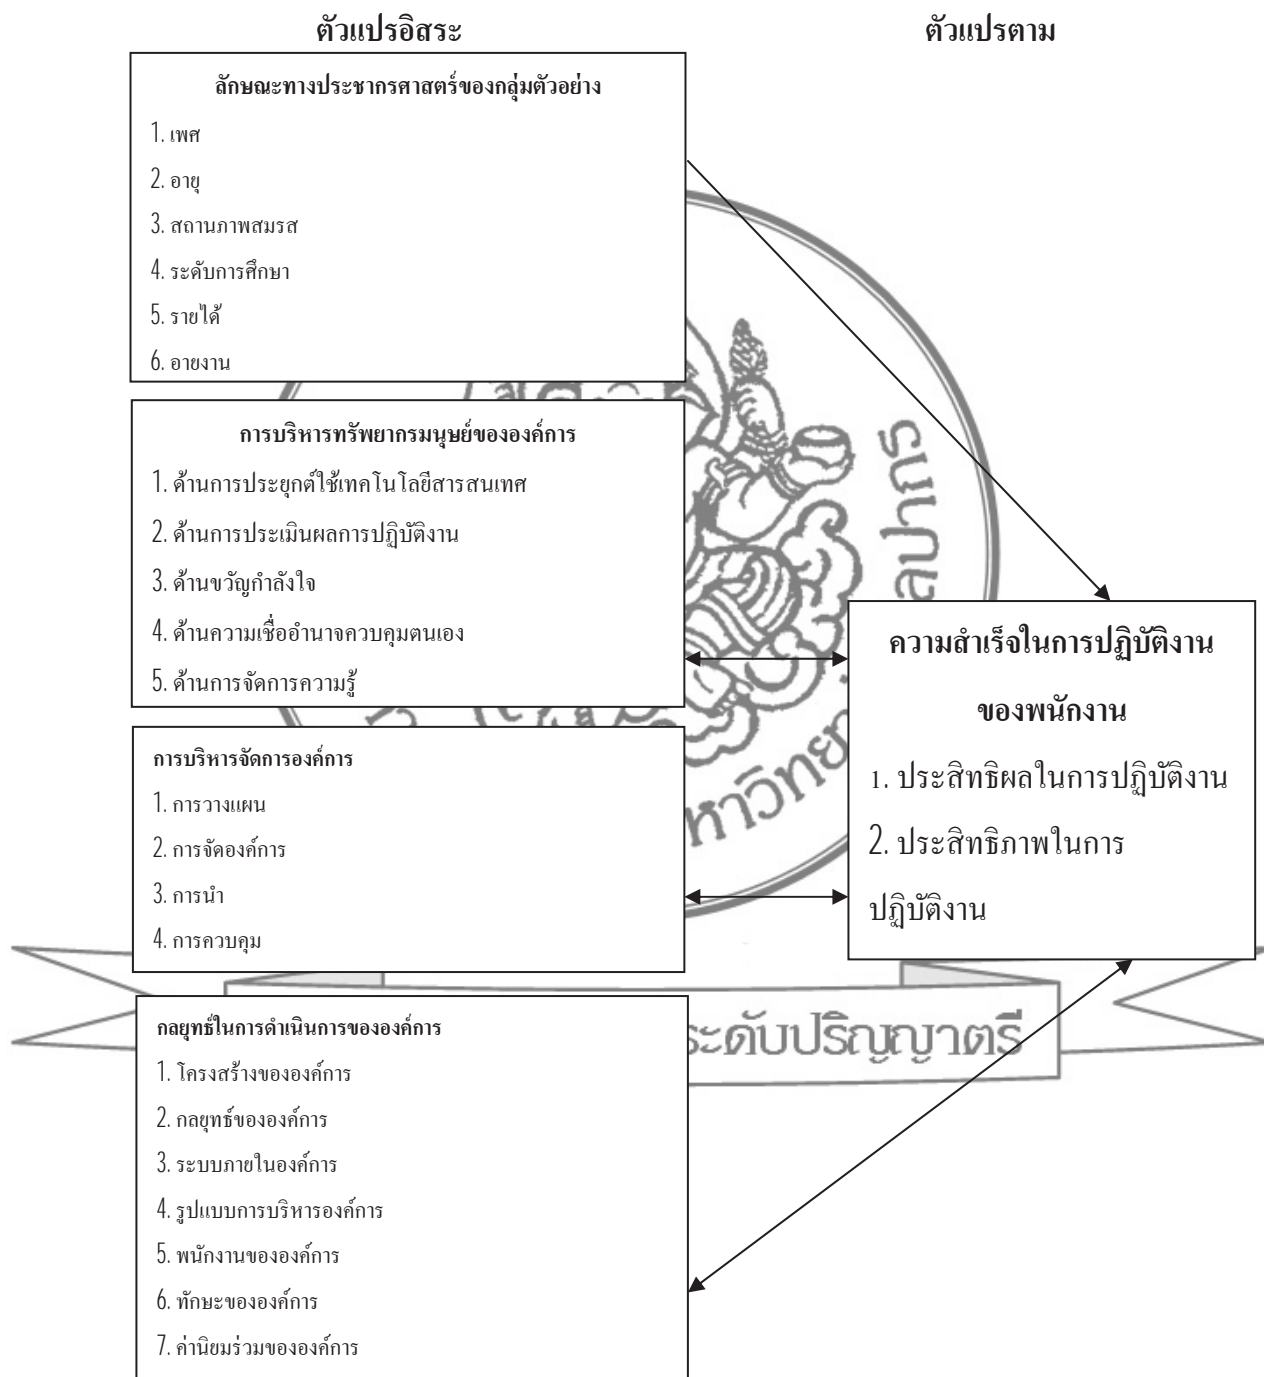 ตัวแปรอิสระ
ตัวแปรตาม
ลักษณะทางประชากรศาสตร์ของกลุ่มตัวอย่าง
1. เพศ
2. อายุ
3. สถานภาพสมรส
4. ระดับการศึกษา
5. รายได้
6. อายงาน
การบริหารทรัพยากรมนุษย์ขององค์การ
1. ด้านการประยุกต์ใช้เทคโนโลยีสารสนเทศ
2. ด้านการประเมินผลการปฏิบัติงาน
3. ด้านขวัญกำลังใจ
4. ด้านความเชื่ออำนาจควบคุมตนเอง
5. ด้านการจัดการความรู้
การบริหารจัดการองค์การ
1. การวางแผน
2. การจัดองค์การ
3. การนำ
4. การควบคุม
กลยุทธ์ในการดำเนินการขององค์การ
1. โครงสร้างขององค์การ
2. กลยุทธ์ขององค์การ
3. ระบบภายในองค์การ
4. รูปแบบการบริหารองค์การ
5. พนักงานขององค์การ
6. ทักษะขององค์การ
7. ค่านิยมร่วมขององค์การ
ความสำเร็จในการปฏิบัติงาน
ของพนักงาน
1. ประสิทธิผลในการปฏิบัติงาน
2. ประสิทธิภาพในการ
ปฏิบัติงาน
ลปากร
หาวิทย
ระดับปริญญาตรี